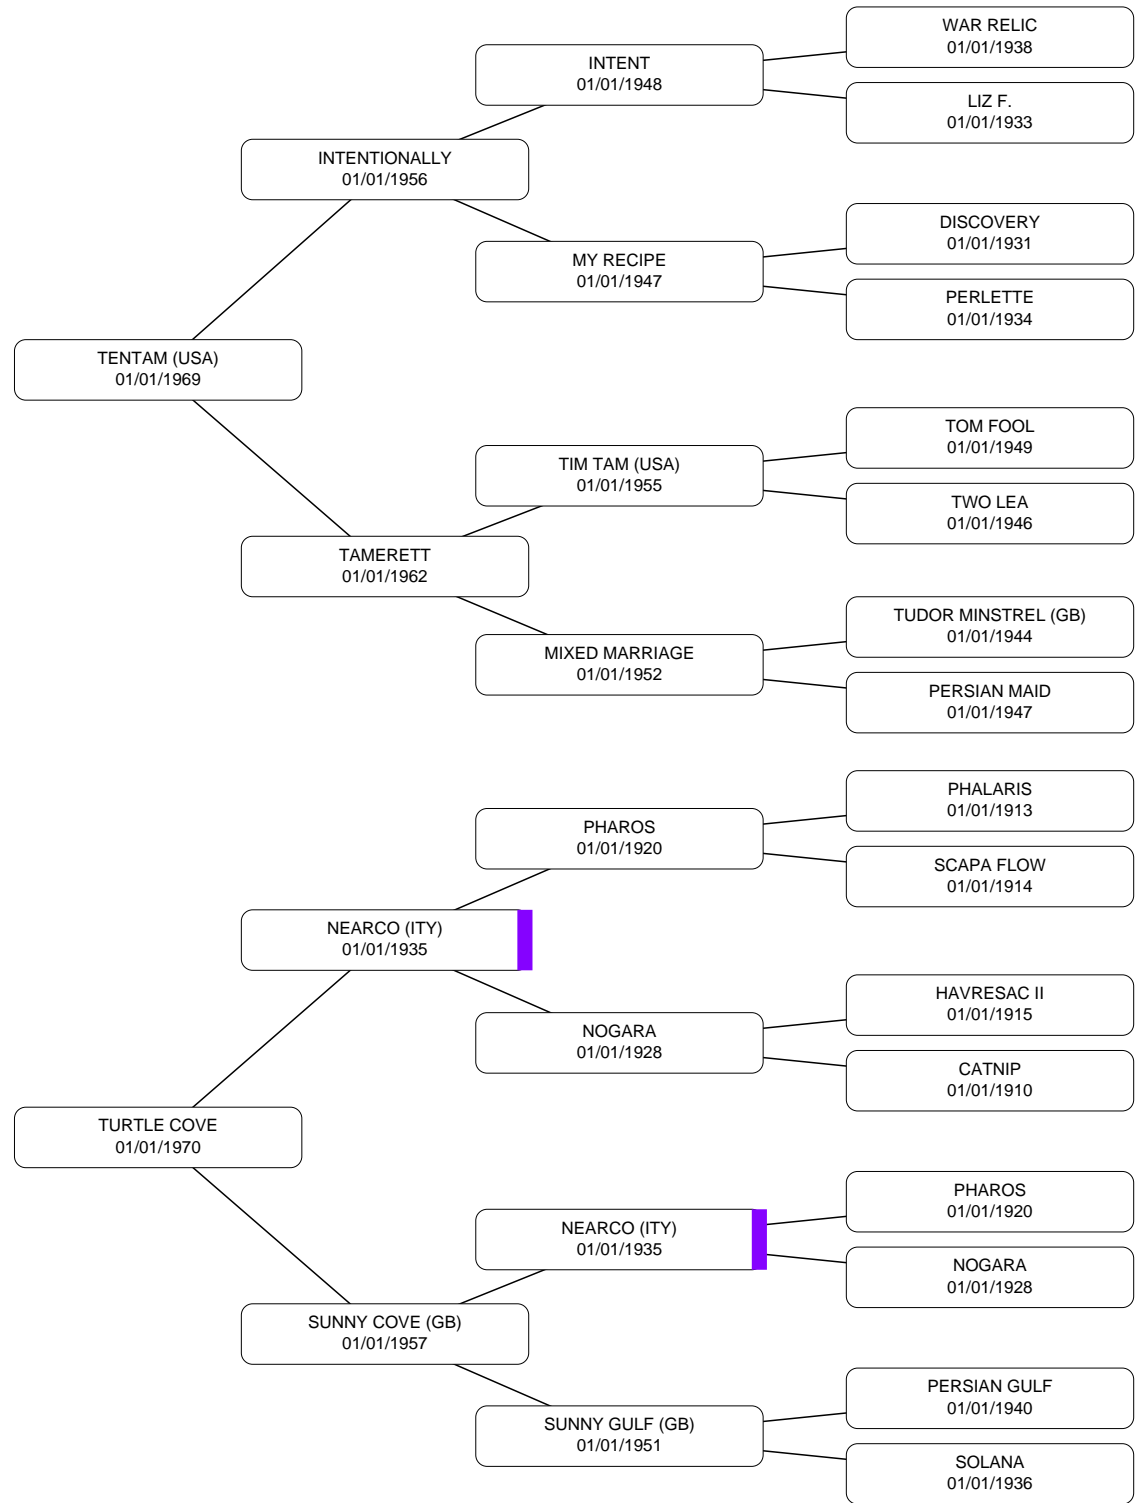 WAR RELIC
01/01/1938
INTENT
01/01/1948
LIZ F.
01/01/1933
INTENTIONALLY
01/01/1956
DISCOVERY
01/01/1931
MY RECIPE
01/01/1947
PERLETTE
01/01/1934
TENTAM (USA)
01/01/1969
TOM FOOL
01/01/1949
TIM TAM (USA)
01/01/1955
TWO LEA
01/01/1946
TAMERETT
01/01/1962
TUDOR MINSTREL (GB)
01/01/1944
MIXED MARRIAGE
01/01/1952
PERSIAN MAID
01/01/1947
PHALARIS
01/01/1913
PHAROS
01/01/1920
SCAPA FLOW
01/01/1914
NEARCO (ITY)
01/01/1935
HAVRESAC II
01/01/1915
NOGARA
01/01/1928
CATNIP
01/01/1910
TURTLE COVE
01/01/1970
PHAROS
01/01/1920
NEARCO (ITY)
01/01/1935
NOGARA
01/01/1928
SUNNY COVE (GB)
01/01/1957
PERSIAN GULF
01/01/1940
SUNNY GULF (GB)
01/01/1951
SOLANA
01/01/1936